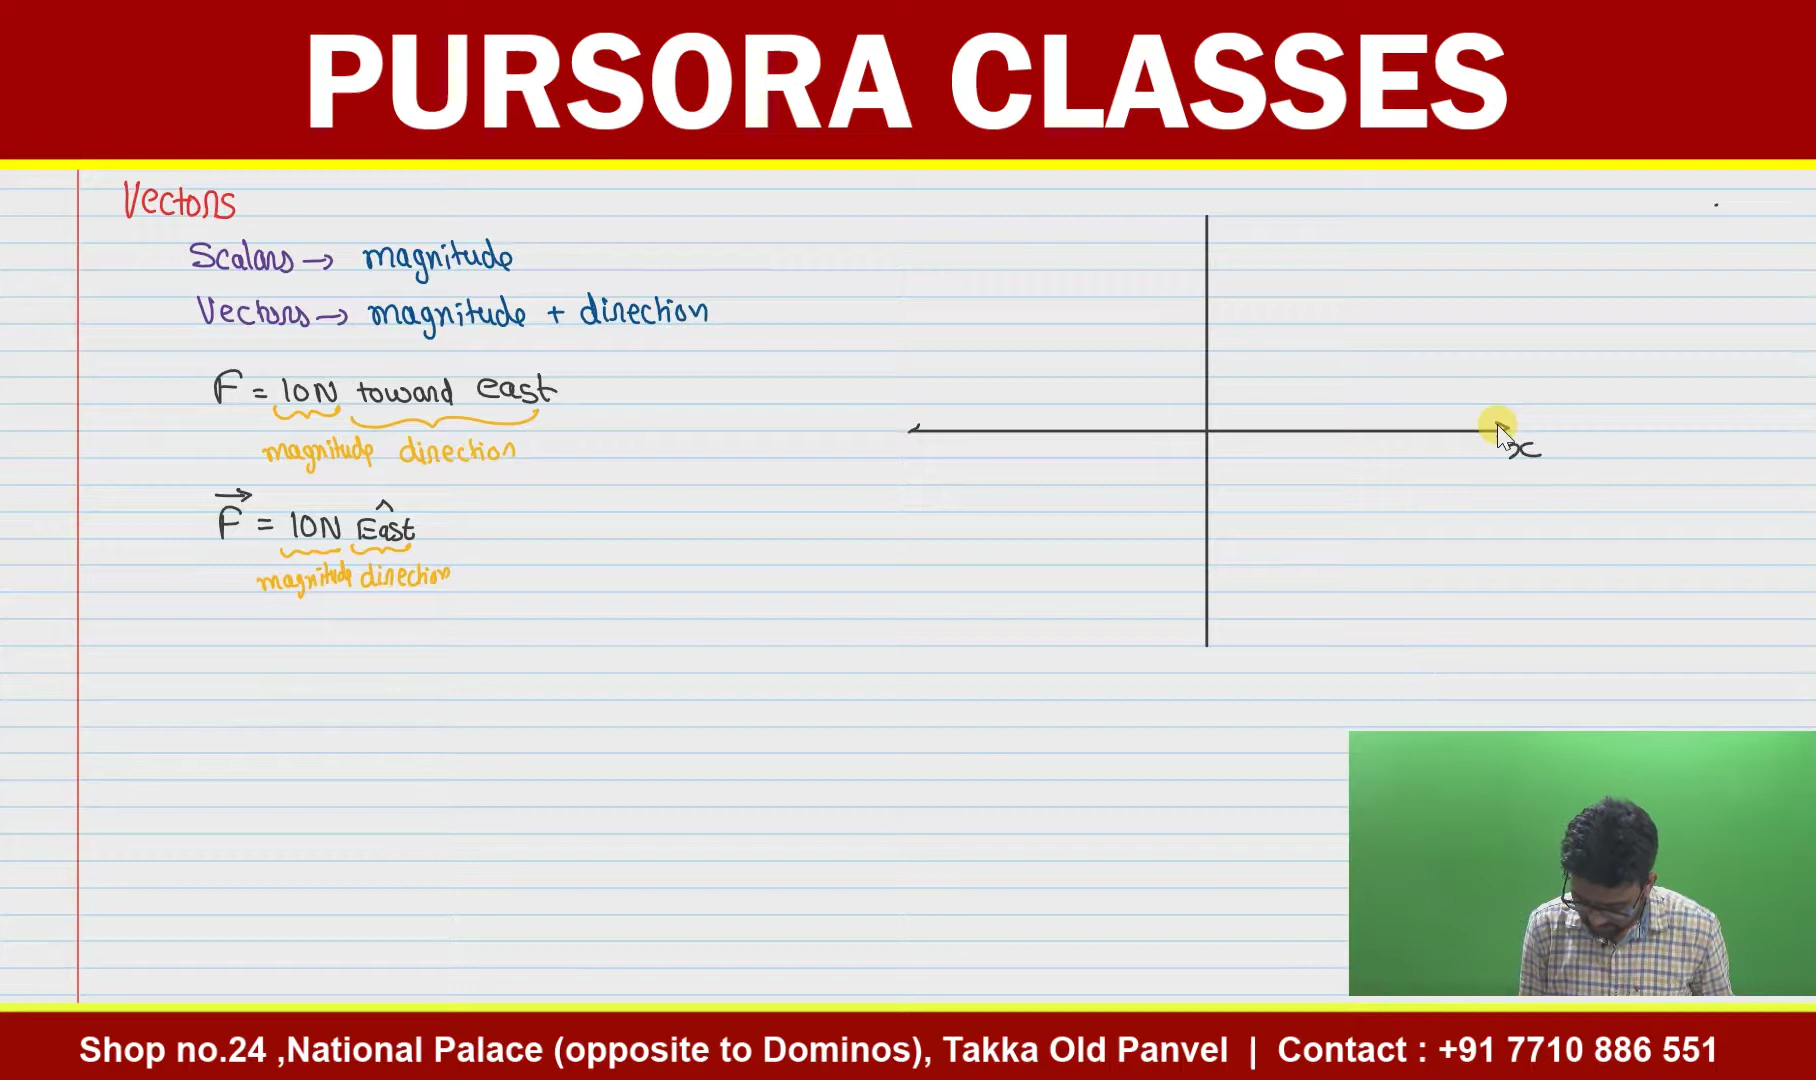 PURSORA CLASSES
Vectors
Scalars → magnitude
Vectors → magnitude + direction
F = 10N toward east
magnitude direction
F⃗ = 10N Eâst
magnitude direction
x
Shop no.24 ,National Palace (opposite to Dominos), Takka Old Panvel | Contact : +91 7710 886 551